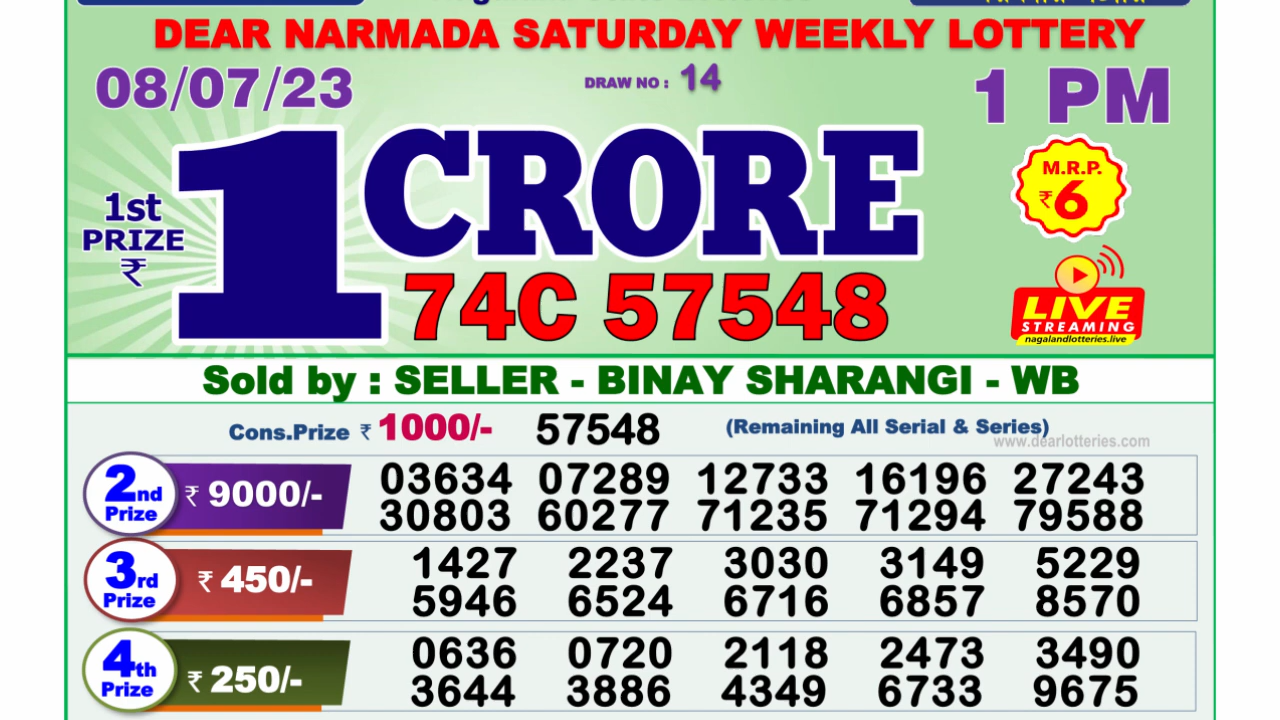 DEAR NARMADA SATURDAY WEEKLY LOTTERY
08/07/23
DRAW NO : 14
1 PM
1st PRIZE ₹
1 CRORE
M.R.P. ₹6
74C 57548
LIVE
STREAMING
nagalandlotteries.live
Sold by : SELLER - BINAY SHARANGI - WB
Cons.Prize ₹ 1000/- 57548 (Remaining All Serial & Series)
www.dearlotteries.com
2nd Prize ₹ 9000/-
03634 07289 12733 16196 27243
30803 60277 71235 71294 79588
3rd Prize ₹ 450/-
1427 2237 3030 3149 5229
5946 6524 6716 6857 8570
4th Prize ₹ 250/-
0636 0720 2118 2473 3490
3644 3886 4349 6733 9675